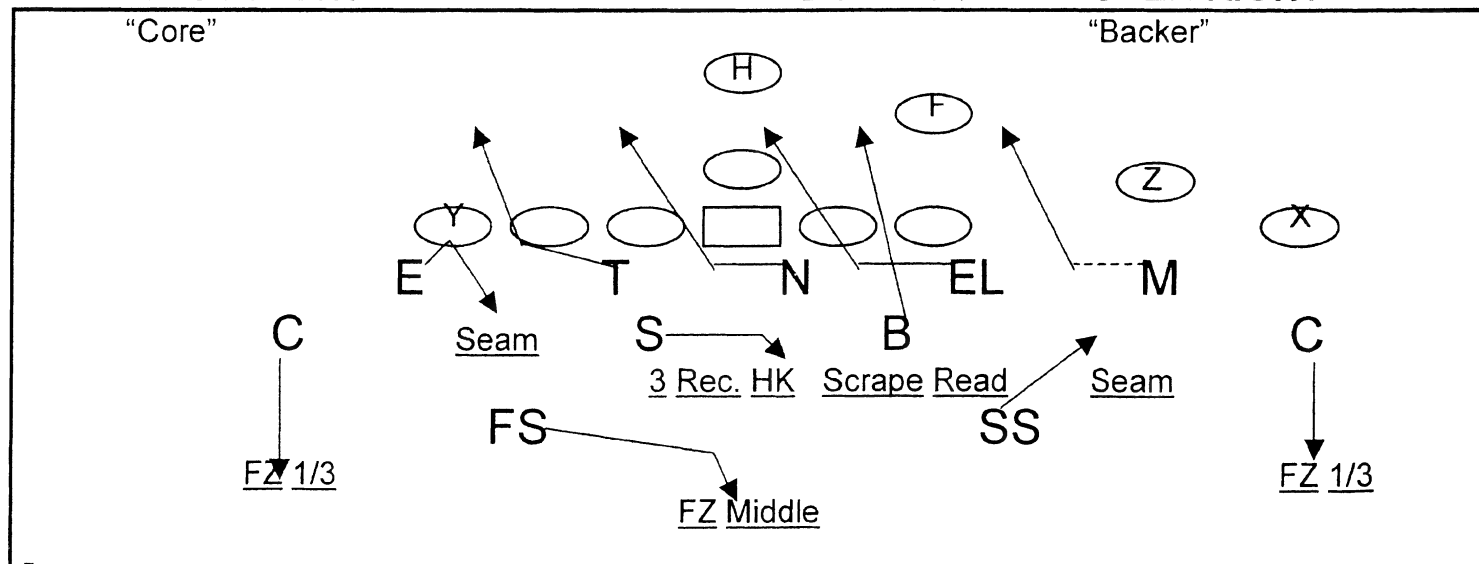 “Core” “Backer”
H
F
Z
Y X
E T N EL M
C S B C
Seam
3 Rec. HK Scrape Read Seam
FS SS
FZ 1/3 FZ 1/3
FZ Middle